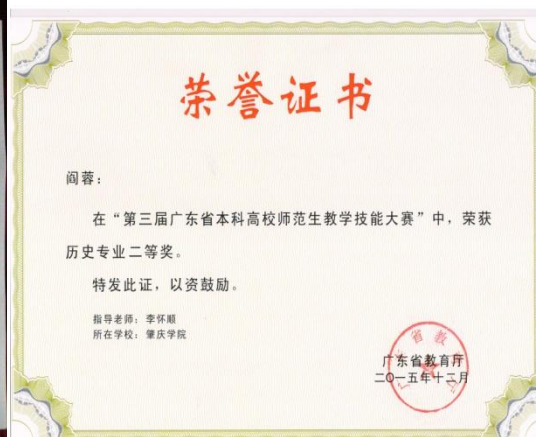 荣誉证书
阎蓉:
在“第三届广东省本科高校师范生教学技能大赛”中，荣获
历史专业二等奖。
特发此证，以资鼓励。
指导老师：李怀顺
所在学校：肇庆学院
广东省教育厅
二〇一五年十二月